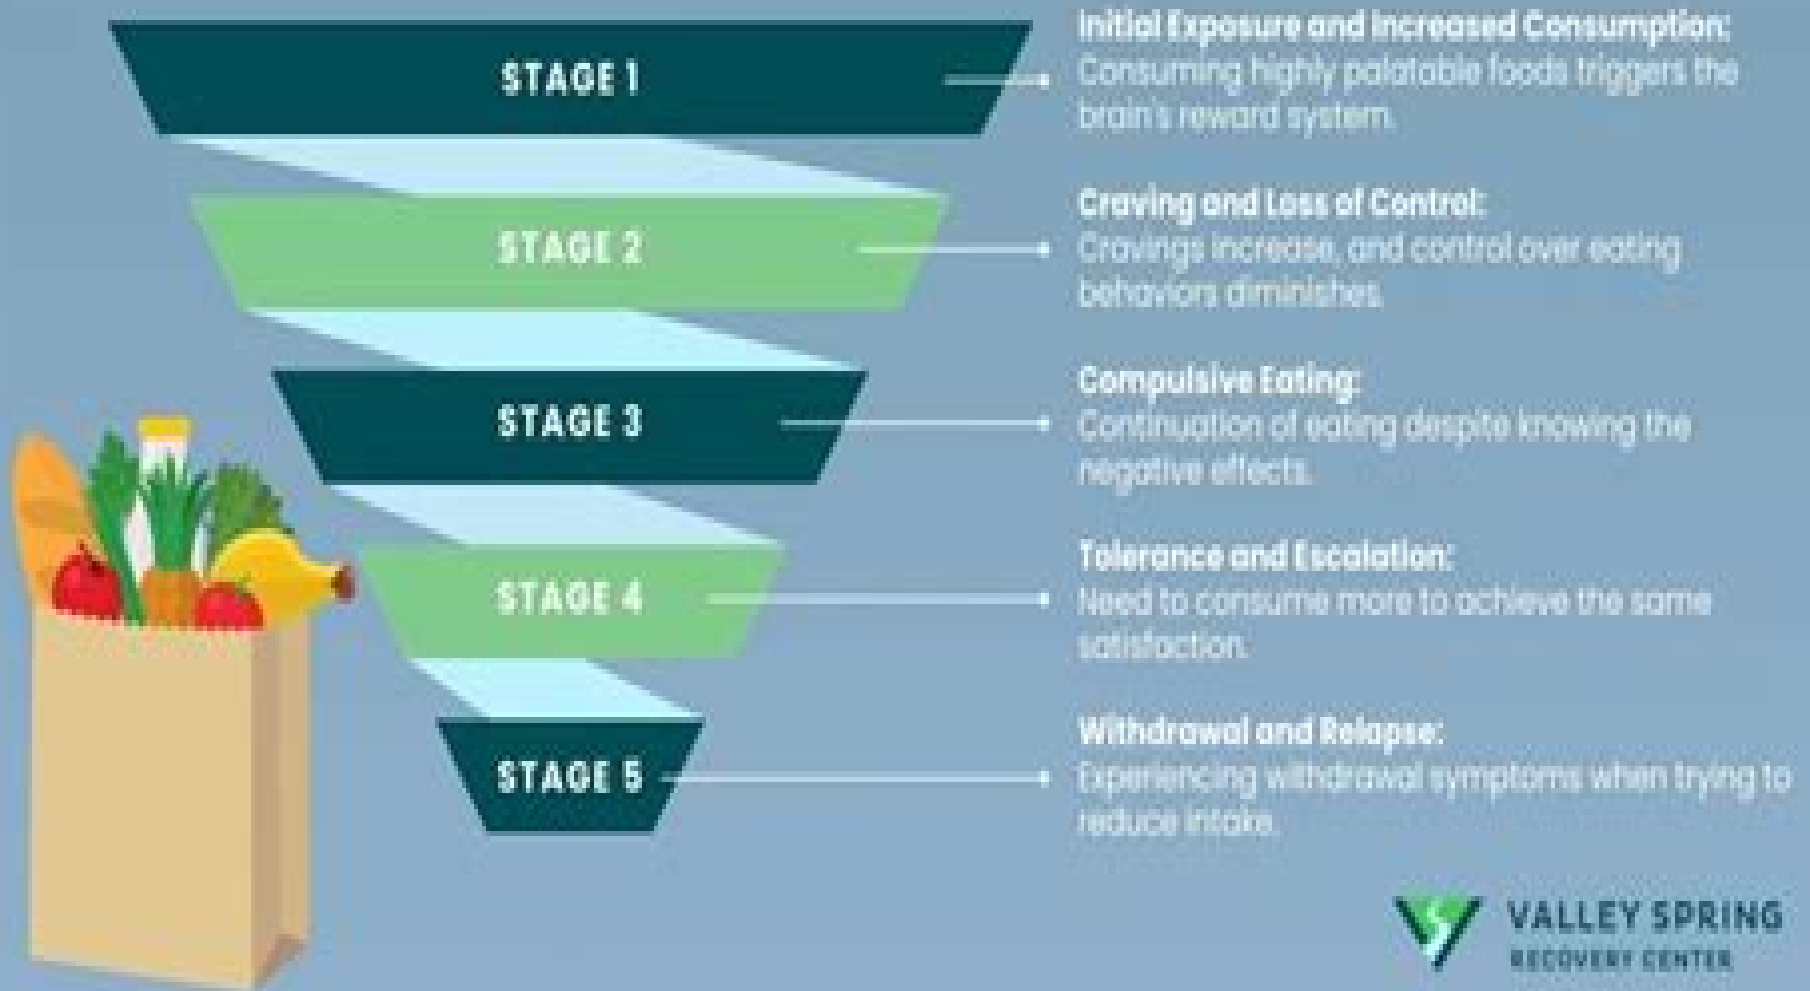 STAGE 1
Initial Exposure and Increased Consumption:
Consuming highly palatable foods triggers the
brain's reward system.
STAGE 2
Craving and Loss of Control:
Cravings increase, and control over eating
behaviors diminishes.
STAGE 3
Compulsive Eating:
Continuation of eating despite knowing the
negative effects.
STAGE 4
Tolerance and Escalation:
Need to consume more to achieve the same
satisfaction.
STAGE 5
Withdrawal and Relapse:
Experiencing withdrawal symptoms when trying to
reduce intake.
VALLEY SPRING
RECOVERY CENTER